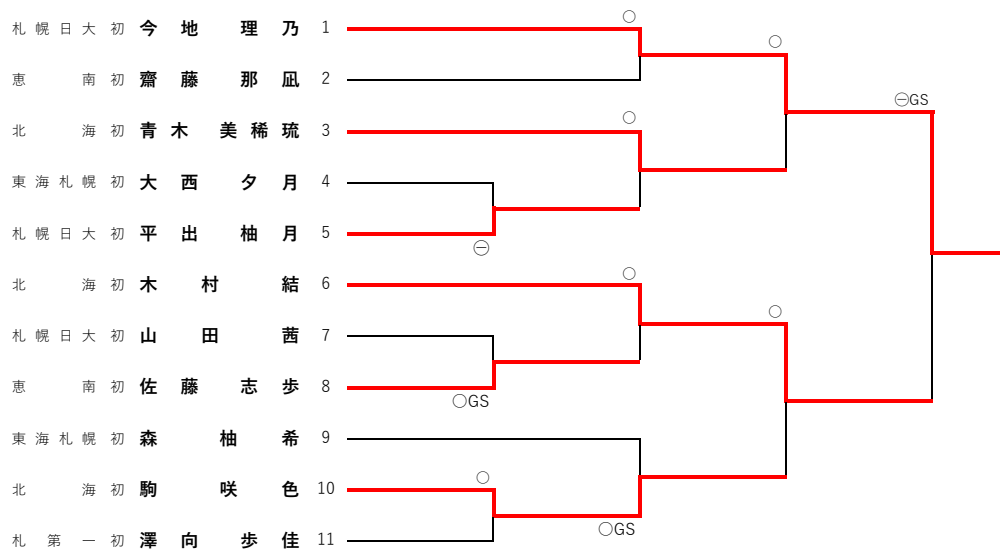 ○
札幌日大 初 今地 理乃 1
○
恵南 初 齋藤 那凪 2
⊖GS
○
北海 初 青木 美稀琉 3
東海札幌 初 大西 夕月 4
札幌日大 初 平出 柚月 5
⊖
○
北海 初 木村 結 6
○
札幌日大 初 山田 茜 7
恵南 初 佐藤 志歩 8
○GS
東海札幌 初 森 柚希 9
○
北海 初 駒 咲色 10
○GS
札第一 初 澤向 歩佳 11